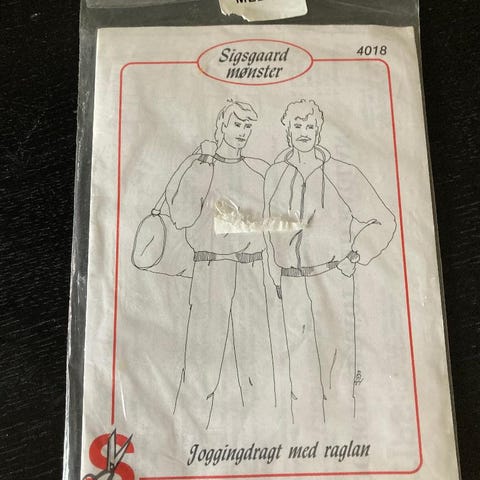 Sigsgaard
mønster
4018
Joggingdragt med raglan